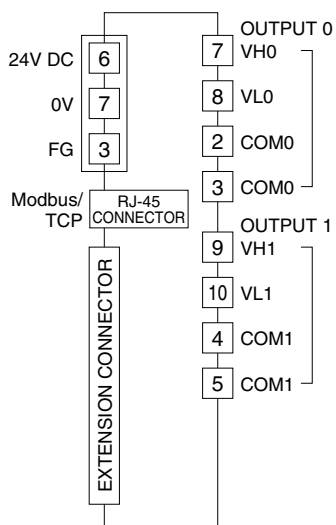 24V DC 6
0V 7
FG 3
Modbus/
TCP
RJ-45
CONNECTOR
EXTENSION CONNECTOR
OUTPUT 0
7 VH0
8 VL0
2 COM0
3 COM0
OUTPUT 1
9 VH1
10 VL1
4 COM1
5 COM1